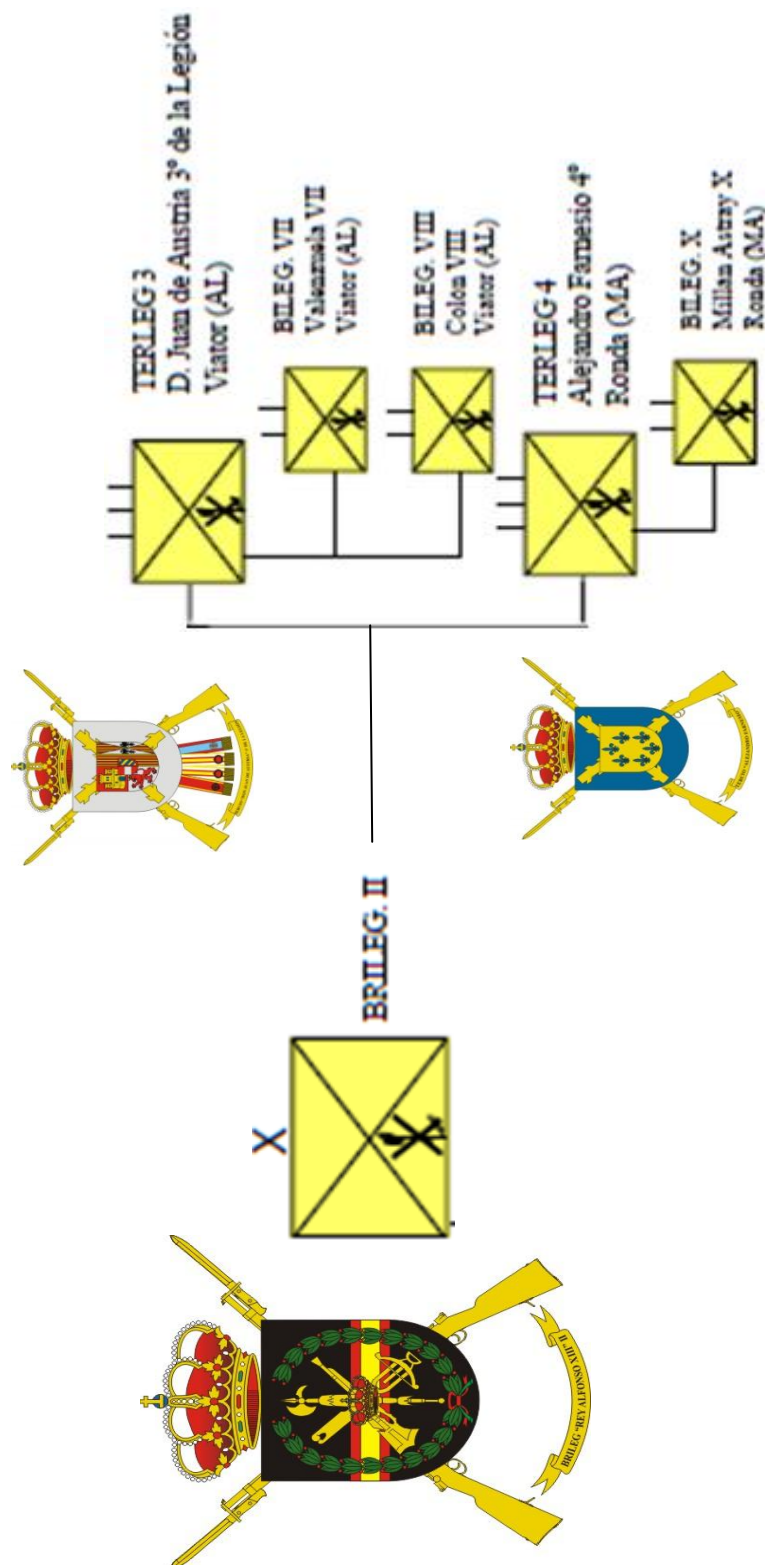 TERLEG 3
D. Juan de Austria 3º de la Legión
Viator (AL)
BILEG. VII
Valenzuela VII
Viator (AL)
BILEG. VIII
Colon VIII
Viator (AL)
TERLEG 4
Alejandro Farnesio 4º
Ronda (MA)
BILEG. X
Millan Astray X
Ronda (MA)
X
BRILEG. II
BRILEG "REY ALFONSO XIII" II